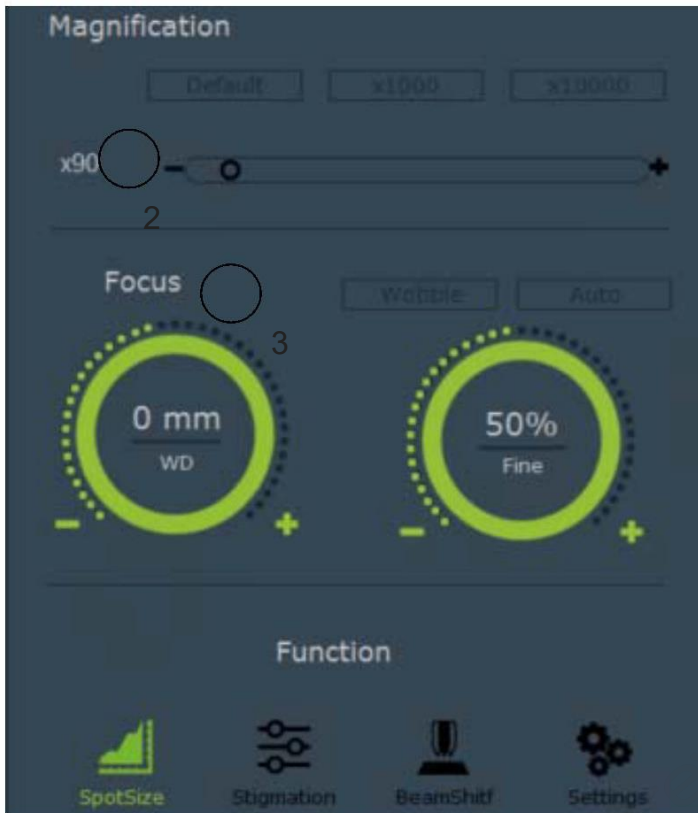 Magnification
Default x1000 x10000
x90 - +
2
Focus Wobble Auto
3
0 mm 50%
WD Fine
- + - +
Function
SpotSize Stigmation BeamShitf Settings